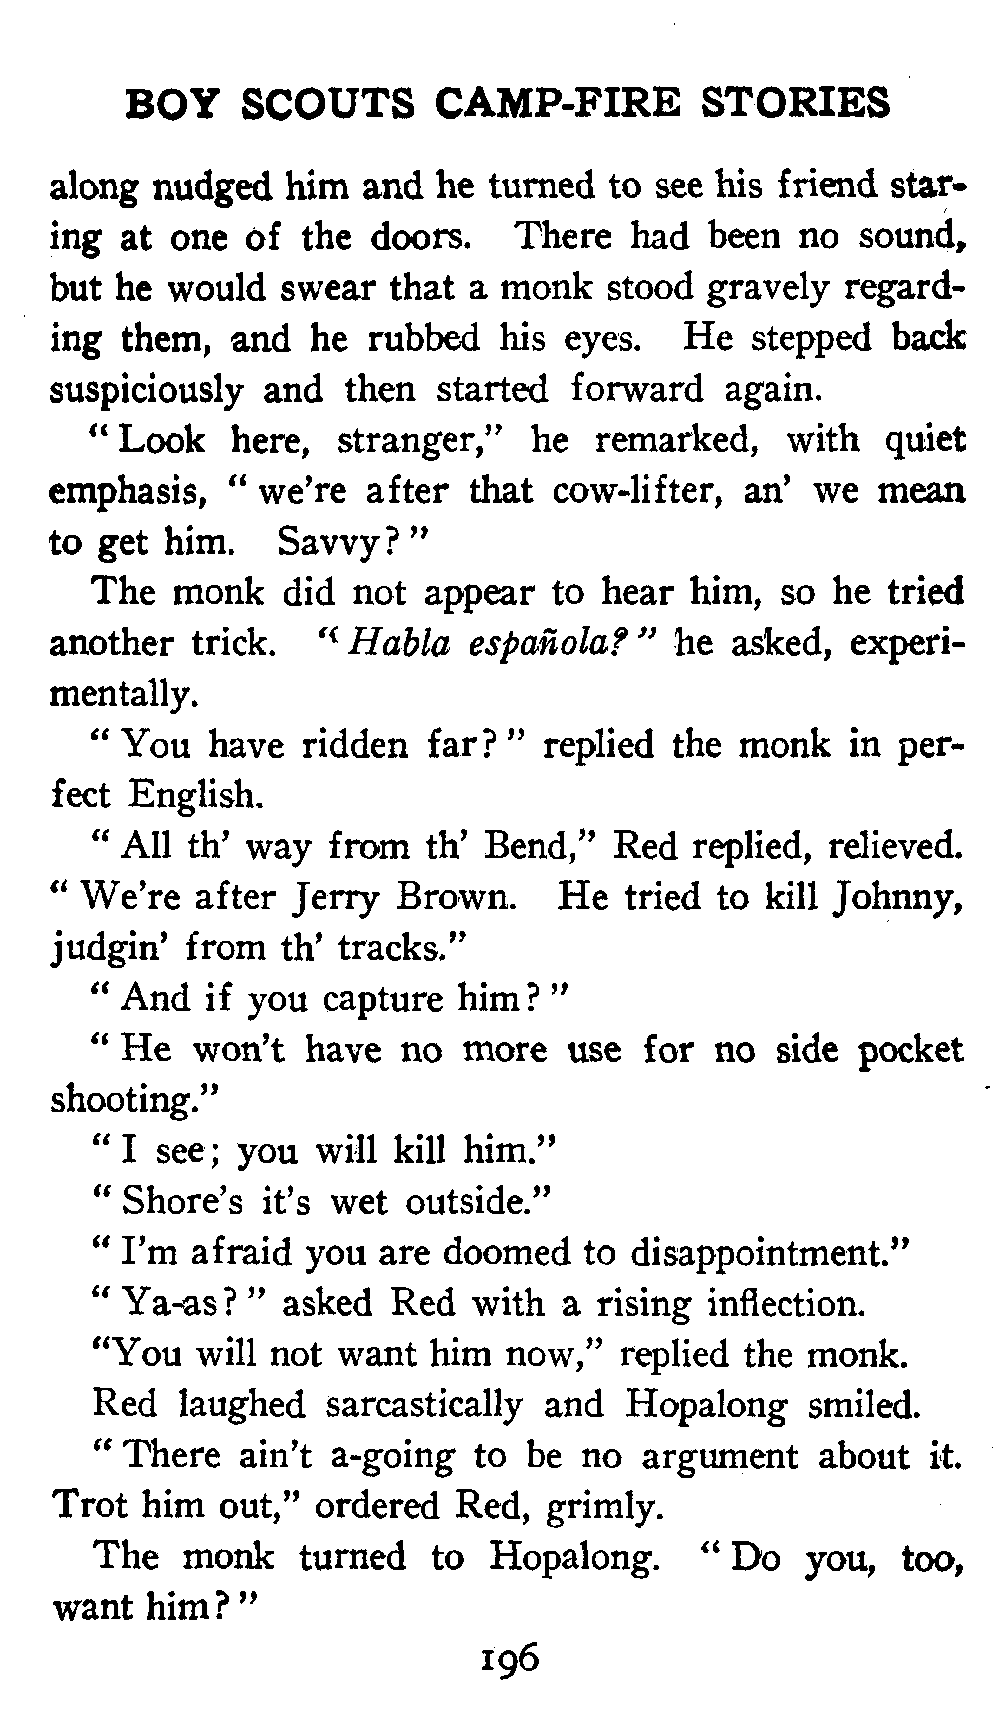 BOY SCOUTS CAMP-FIRE STORIES
along nudged him and he turned to see his friend star-
ing at one of the doors. There had been no sound,
but he would swear that a monk stood gravely regard-
ing them, and he rubbed his eyes. He stepped back
suspiciously and then started forward again.
" Look here, stranger," he remarked, with quiet
emphasis, " we're after that cow-lifter, an' we mean
to get him. Savvy? "
The monk did not appear to hear him, so he tried
another trick. " Habla española? " he asked, experi-
mentally.
" You have ridden far? " replied the monk in per-
fect English.
" All th' way from th' Bend," Red replied, relieved.
" We're after Jerry Brown. He tried to kill Johnny,
judgin' from th' tracks."
" And if you capture him? "
" He won't have no more use for no side pocket
shooting."
" I see; you will kill him."
" Shore's it's wet outside."
" I'm afraid you are doomed to disappointment."
" Ya-as? " asked Red with a rising inflection.
"You will not want him now," replied the monk.
Red laughed sarcastically and Hopalong smiled.
" There ain't a-going to be no argument about it.
Trot him out," ordered Red, grimly.
The monk turned to Hopalong. " Do you, too,
want him? "
196